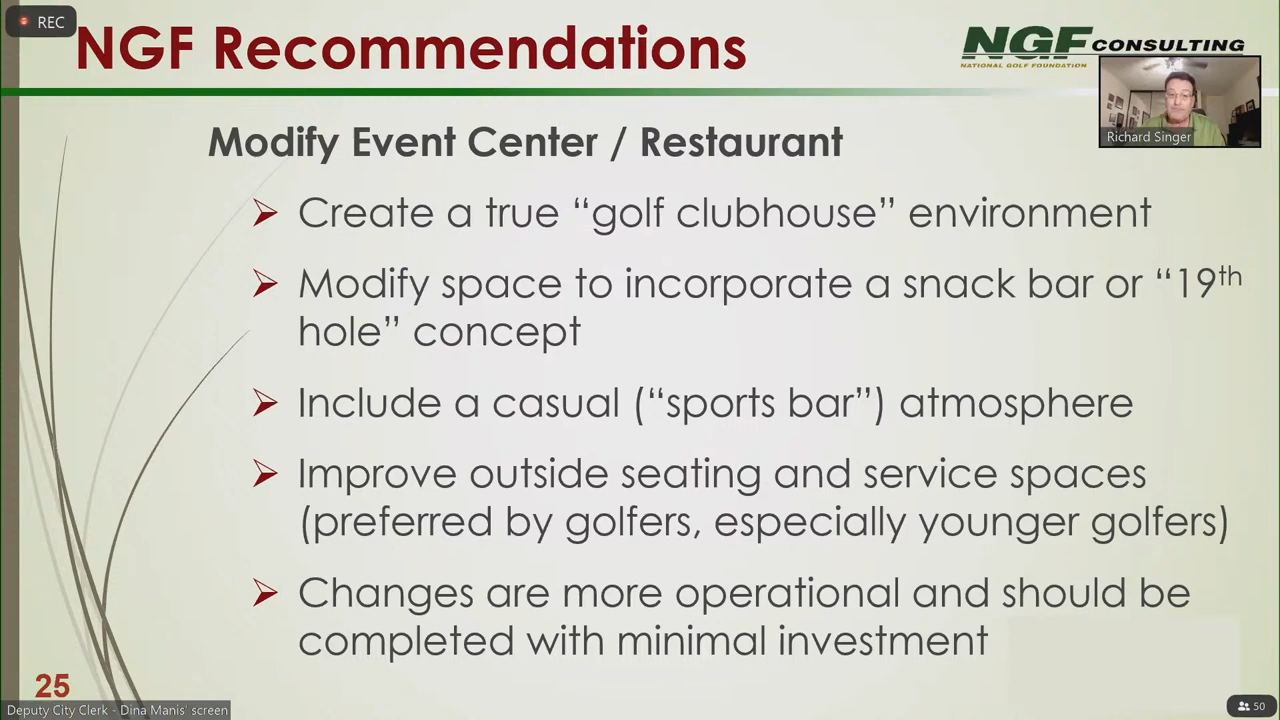 REC
NGF Recommendations
NGF CONSULTING
NATIONAL GOLF FOUNDATION
Richard Singer
Modify Event Center / Restaurant
Create a true “golf clubhouse” environment
Modify space to incorporate a snack bar or “19th
hole” concept
Include a casual (“sports bar”) atmosphere
Improve outside seating and service spaces
(preferred by golfers, especially younger golfers)
Changes are more operational and should be
completed with minimal investment
25
Deputy City Clerk - Dina Manis' screen
50